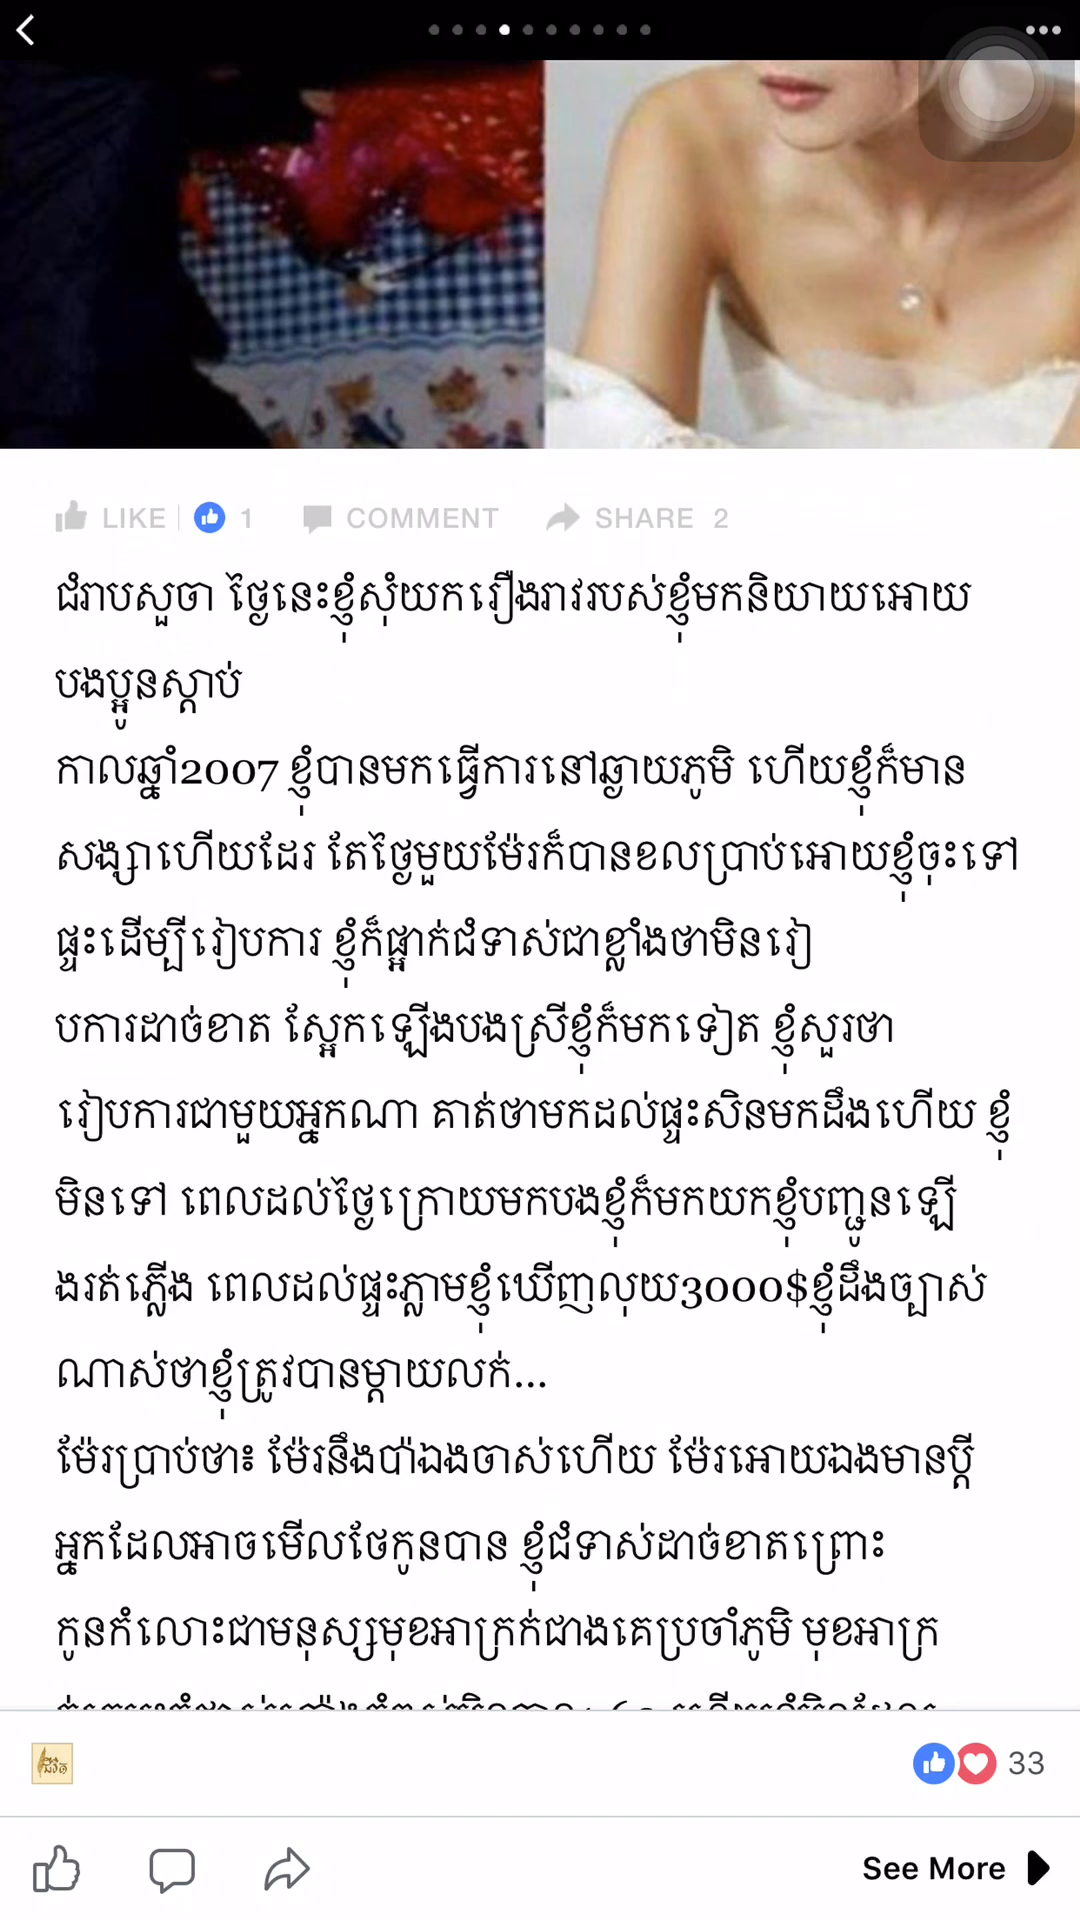 LIKE 1 COMMENT SHARE 2
ជំរាបសួចា ថ្ងៃនេះខ្ញុំសុំយករឿងរាវរបស់ខ្ញុំមកនិយាយអោយ
បងប្អូនស្តាប់
កាលឆ្នាំ2007 ខ្ញុំបានមកធ្វើការនៅឆ្ងាយភូមិ ហើយខ្ញុំក៏មាន
សង្សាហើយដែរ តែថ្ងៃមួយម៉ែរក៏បានខលប្រាប់អោយខ្ញុំចុះទៅ
ផ្ទះដើម្បីរៀបការ ខ្ញុំក៏ផ្អាក់ជំទាស់ជាខ្លាំងថាមិនរៀ
បការដាច់ខាត ស្អែកឡើងបងស្រីខ្ញុំក៏មកទៀត ខ្ញុំសួរថា
រៀបការជាមួយអ្នកណា គាត់ថាមកដល់ផ្ទះសិនមកដឹងហើយ ខ្ញុំ
មិនទៅ ពេលដល់ថ្ងៃក្រោយមកបងខ្ញុំក៏មកយកខ្ញុំបញ្ជូនឡើ
ងរត់ភ្លើង ពេលដល់ផ្ទះភ្លាមខ្ញុំឃើញលុយ3000$ខ្ញុំដឹងច្បាស់
ណាស់ថាខ្ញុំត្រូវបានម្តាយលក់...
ម៉ែរប្រាប់ថា៖ ម៉ែរនឹងប៉ាឯងចាស់ហើយ ម៉ែរអោយឯងមានប្តី
អ្នកដែលអាចមើលថែកូនបាន ខ្ញុំជំទាស់ដាច់ខាតព្រោះ
កូនកំលោះជាមនុស្សមុខអាក្រក់ជាងគេប្រចាំភូមិ មុខអាក្រ
33
See More